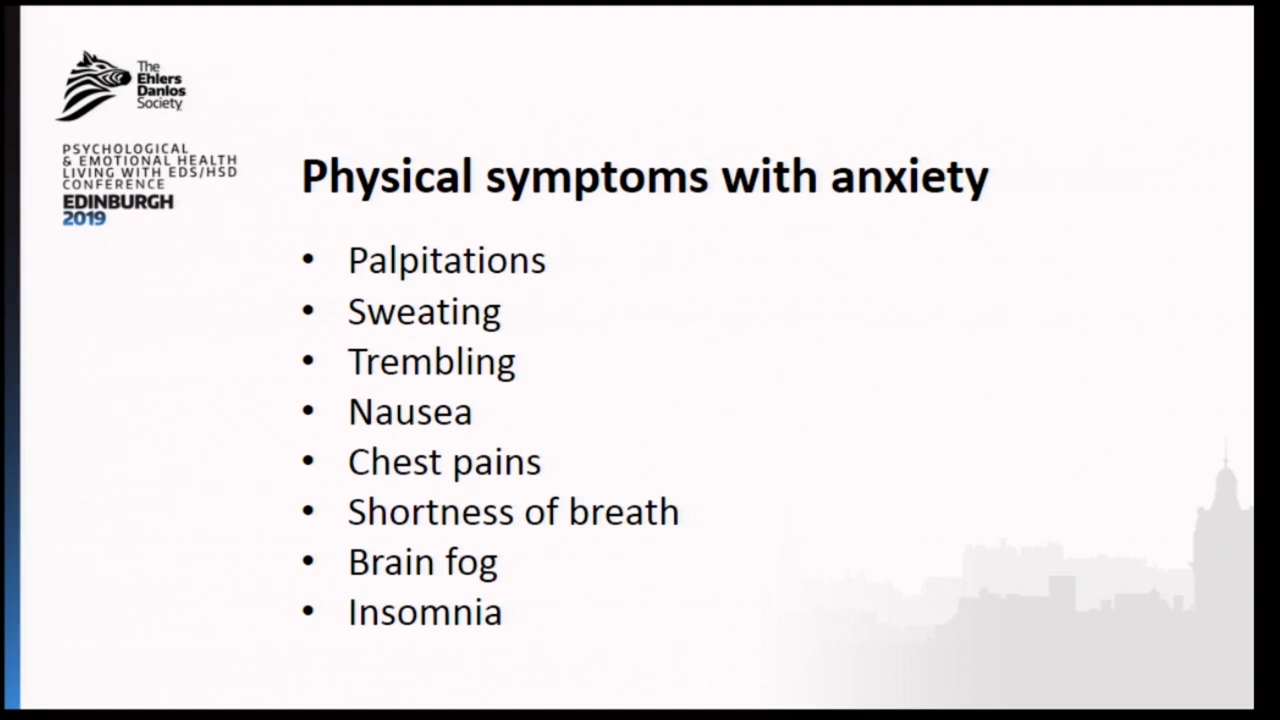 The
Ehlers
Danlos
Society
PSYCHOLOGICAL
& EMOTIONAL HEALTH
LIVING WITH EDS/HSD
CONFERENCE
EDINBURGH
2019
Physical symptoms with anxiety
• Palpitations
• Sweating
• Trembling
• Nausea
• Chest pains
• Shortness of breath
• Brain fog
• Insomnia